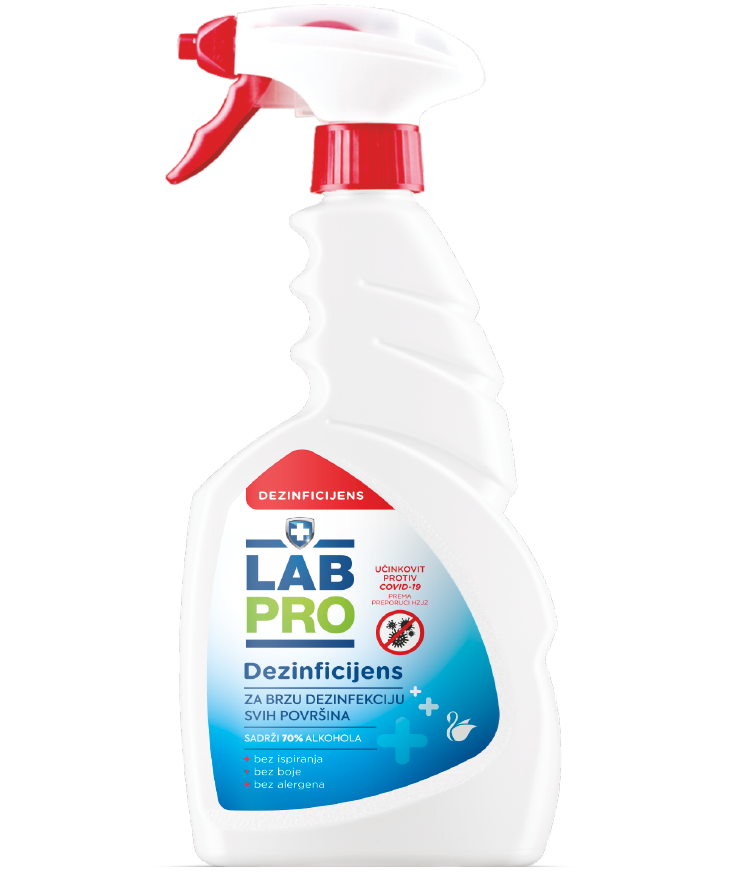 DEZINFICIJENS
LAB
PRO
UČINKOVIT
PROTIV
COVID-19
PREMA
PREPORUCI HZJZ
Dezinficijens
ZA BRZU DEZINFEKCIJU
SVIH POVRŠINA
SADRŽI 70% ALKOHOLA
bez ispiranja
bez boje
bez alergena